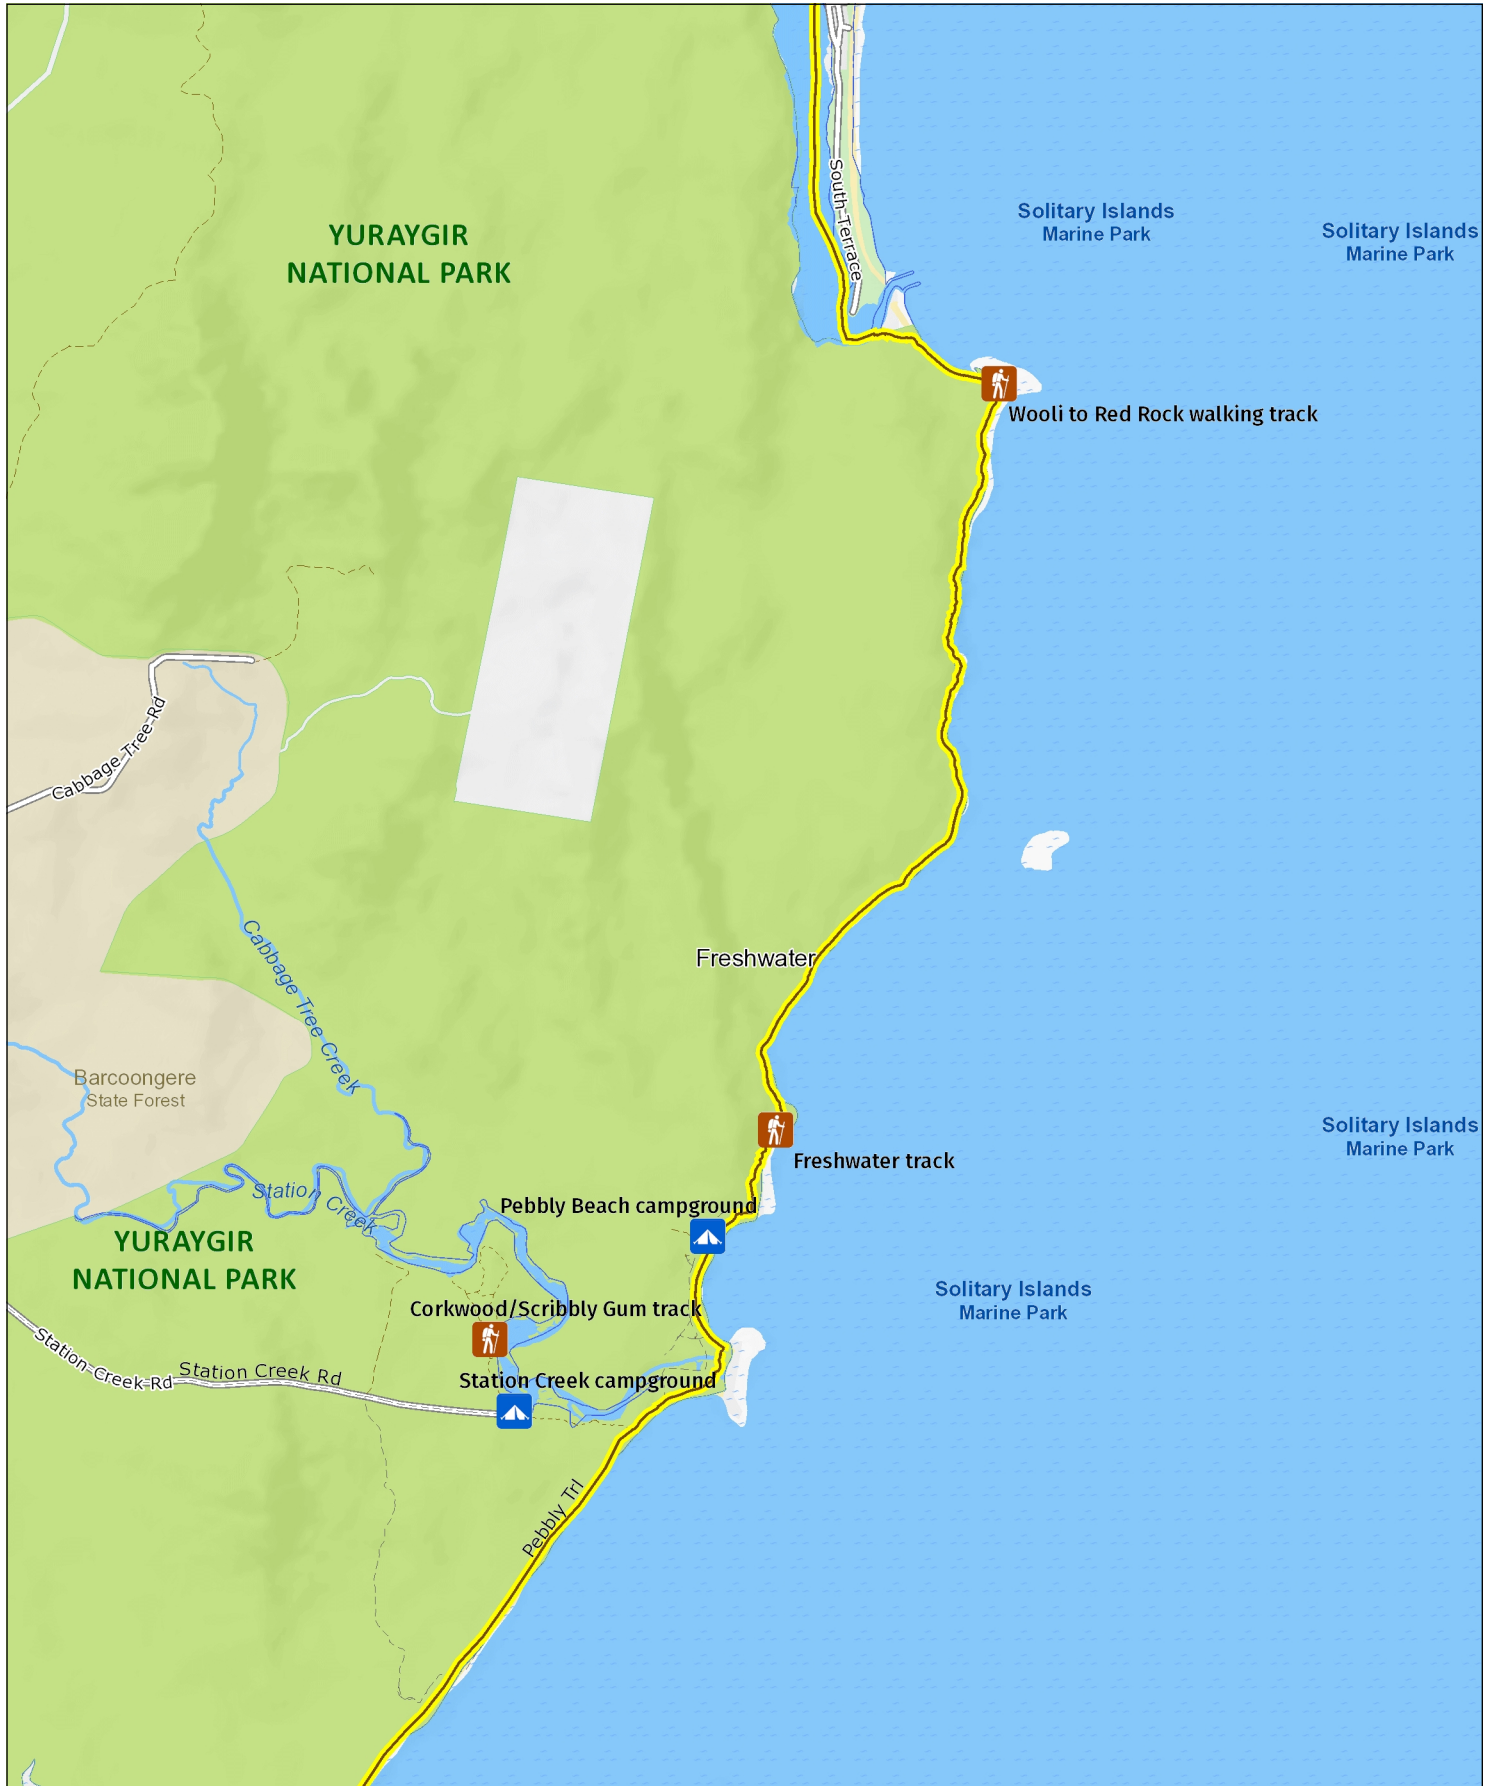 South Terrace
Solitary Islands
Marine Park
YURAYGIR
NATIONAL PARK
Solitary Islands
Marine Park
Wooli to Red Rock walking track
Cabbage Tree Rd
Cabbage Tree Creek
Freshwater
Barcoongere
State Forest
Solitary Islands
Marine Park
Freshwater track
Station Creek
Pebbly Beach campground
YURAYGIR
NATIONAL PARK
Solitary Islands
Marine Park
Corkwood/Scribbly Gum track
Station Creek Rd
Station Creek Rd
Station Creek campground
Pebbly Trl